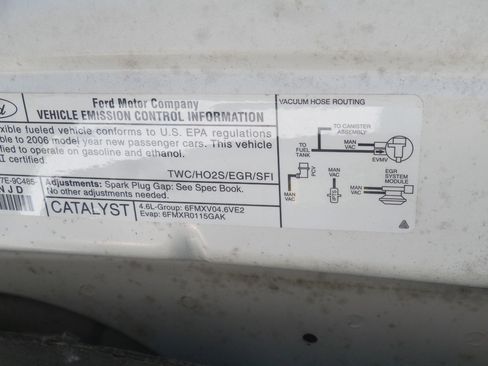 Ford Motor Company
VEHICLE EMISSION CONTROL INFORMATION
xible fueled vehicle conforms to U.S. EPA regulations
ble to 2006 model year new passenger cars. This vehicle
ified to operate on gasoline and ethanol.
I certified.
TWC/HO2S/EGR/SFI
7E-9C485-
N J D
Adjustments: Spark Plug Gap: See Spec Book.
No other adjustments needed.
CATALYST
4.6L-Group: 6FMXV04.6VE2
Evap: 6FMXR0115GAK
VACUUM HOSE ROUTING
TO CANISTER
ASSEMBLY
MAN
VAC
EVMV
TO
FUEL
TANK
PCV
MAN
VAC
MAN
VAC
EGR
SYSTEM
MODULE